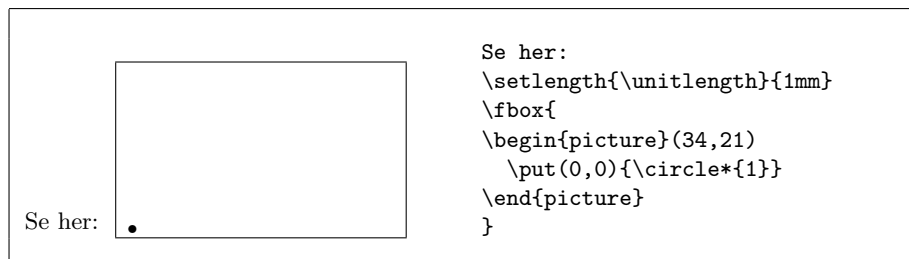 Se her:
Se her:
\setlength{\unitlength}{1mm}
\fbox{
\begin{picture}(34,21)
  \put(0,0){\circle*{1}}
\end{picture}
}